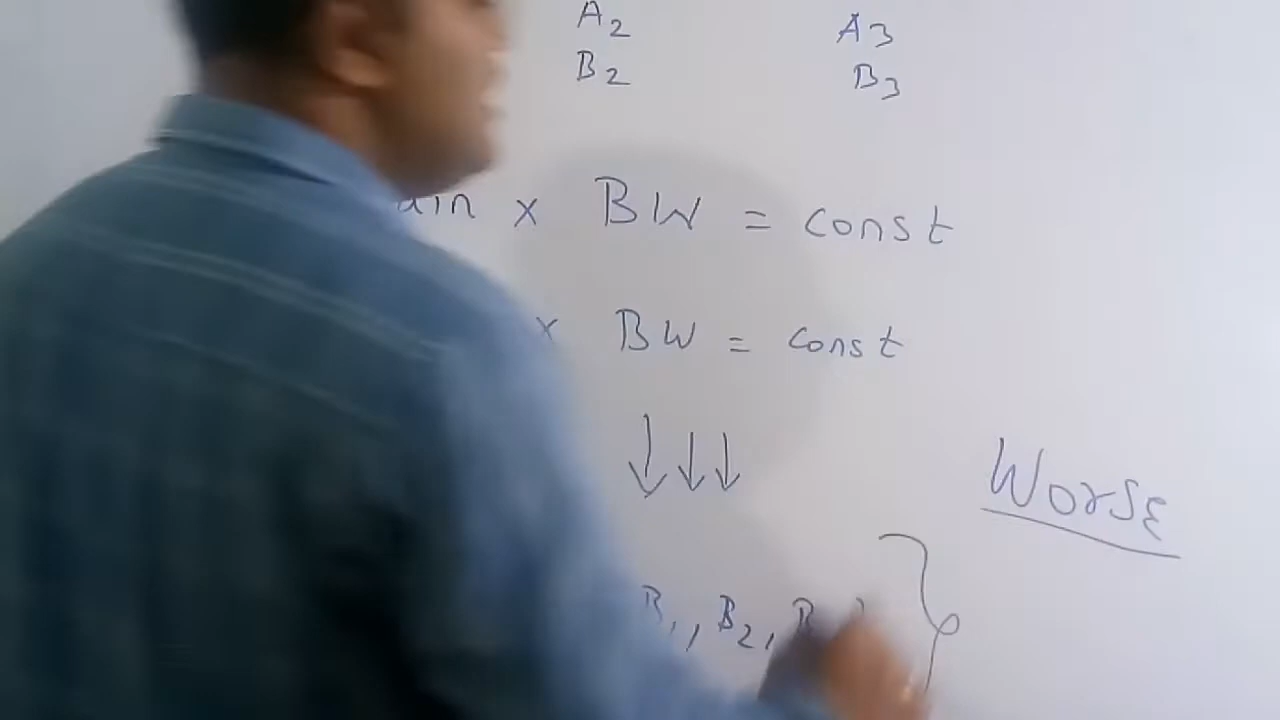 A2 A3
B2 B3
ain x BW = const
x BW = const
Worse
B1, B2, B